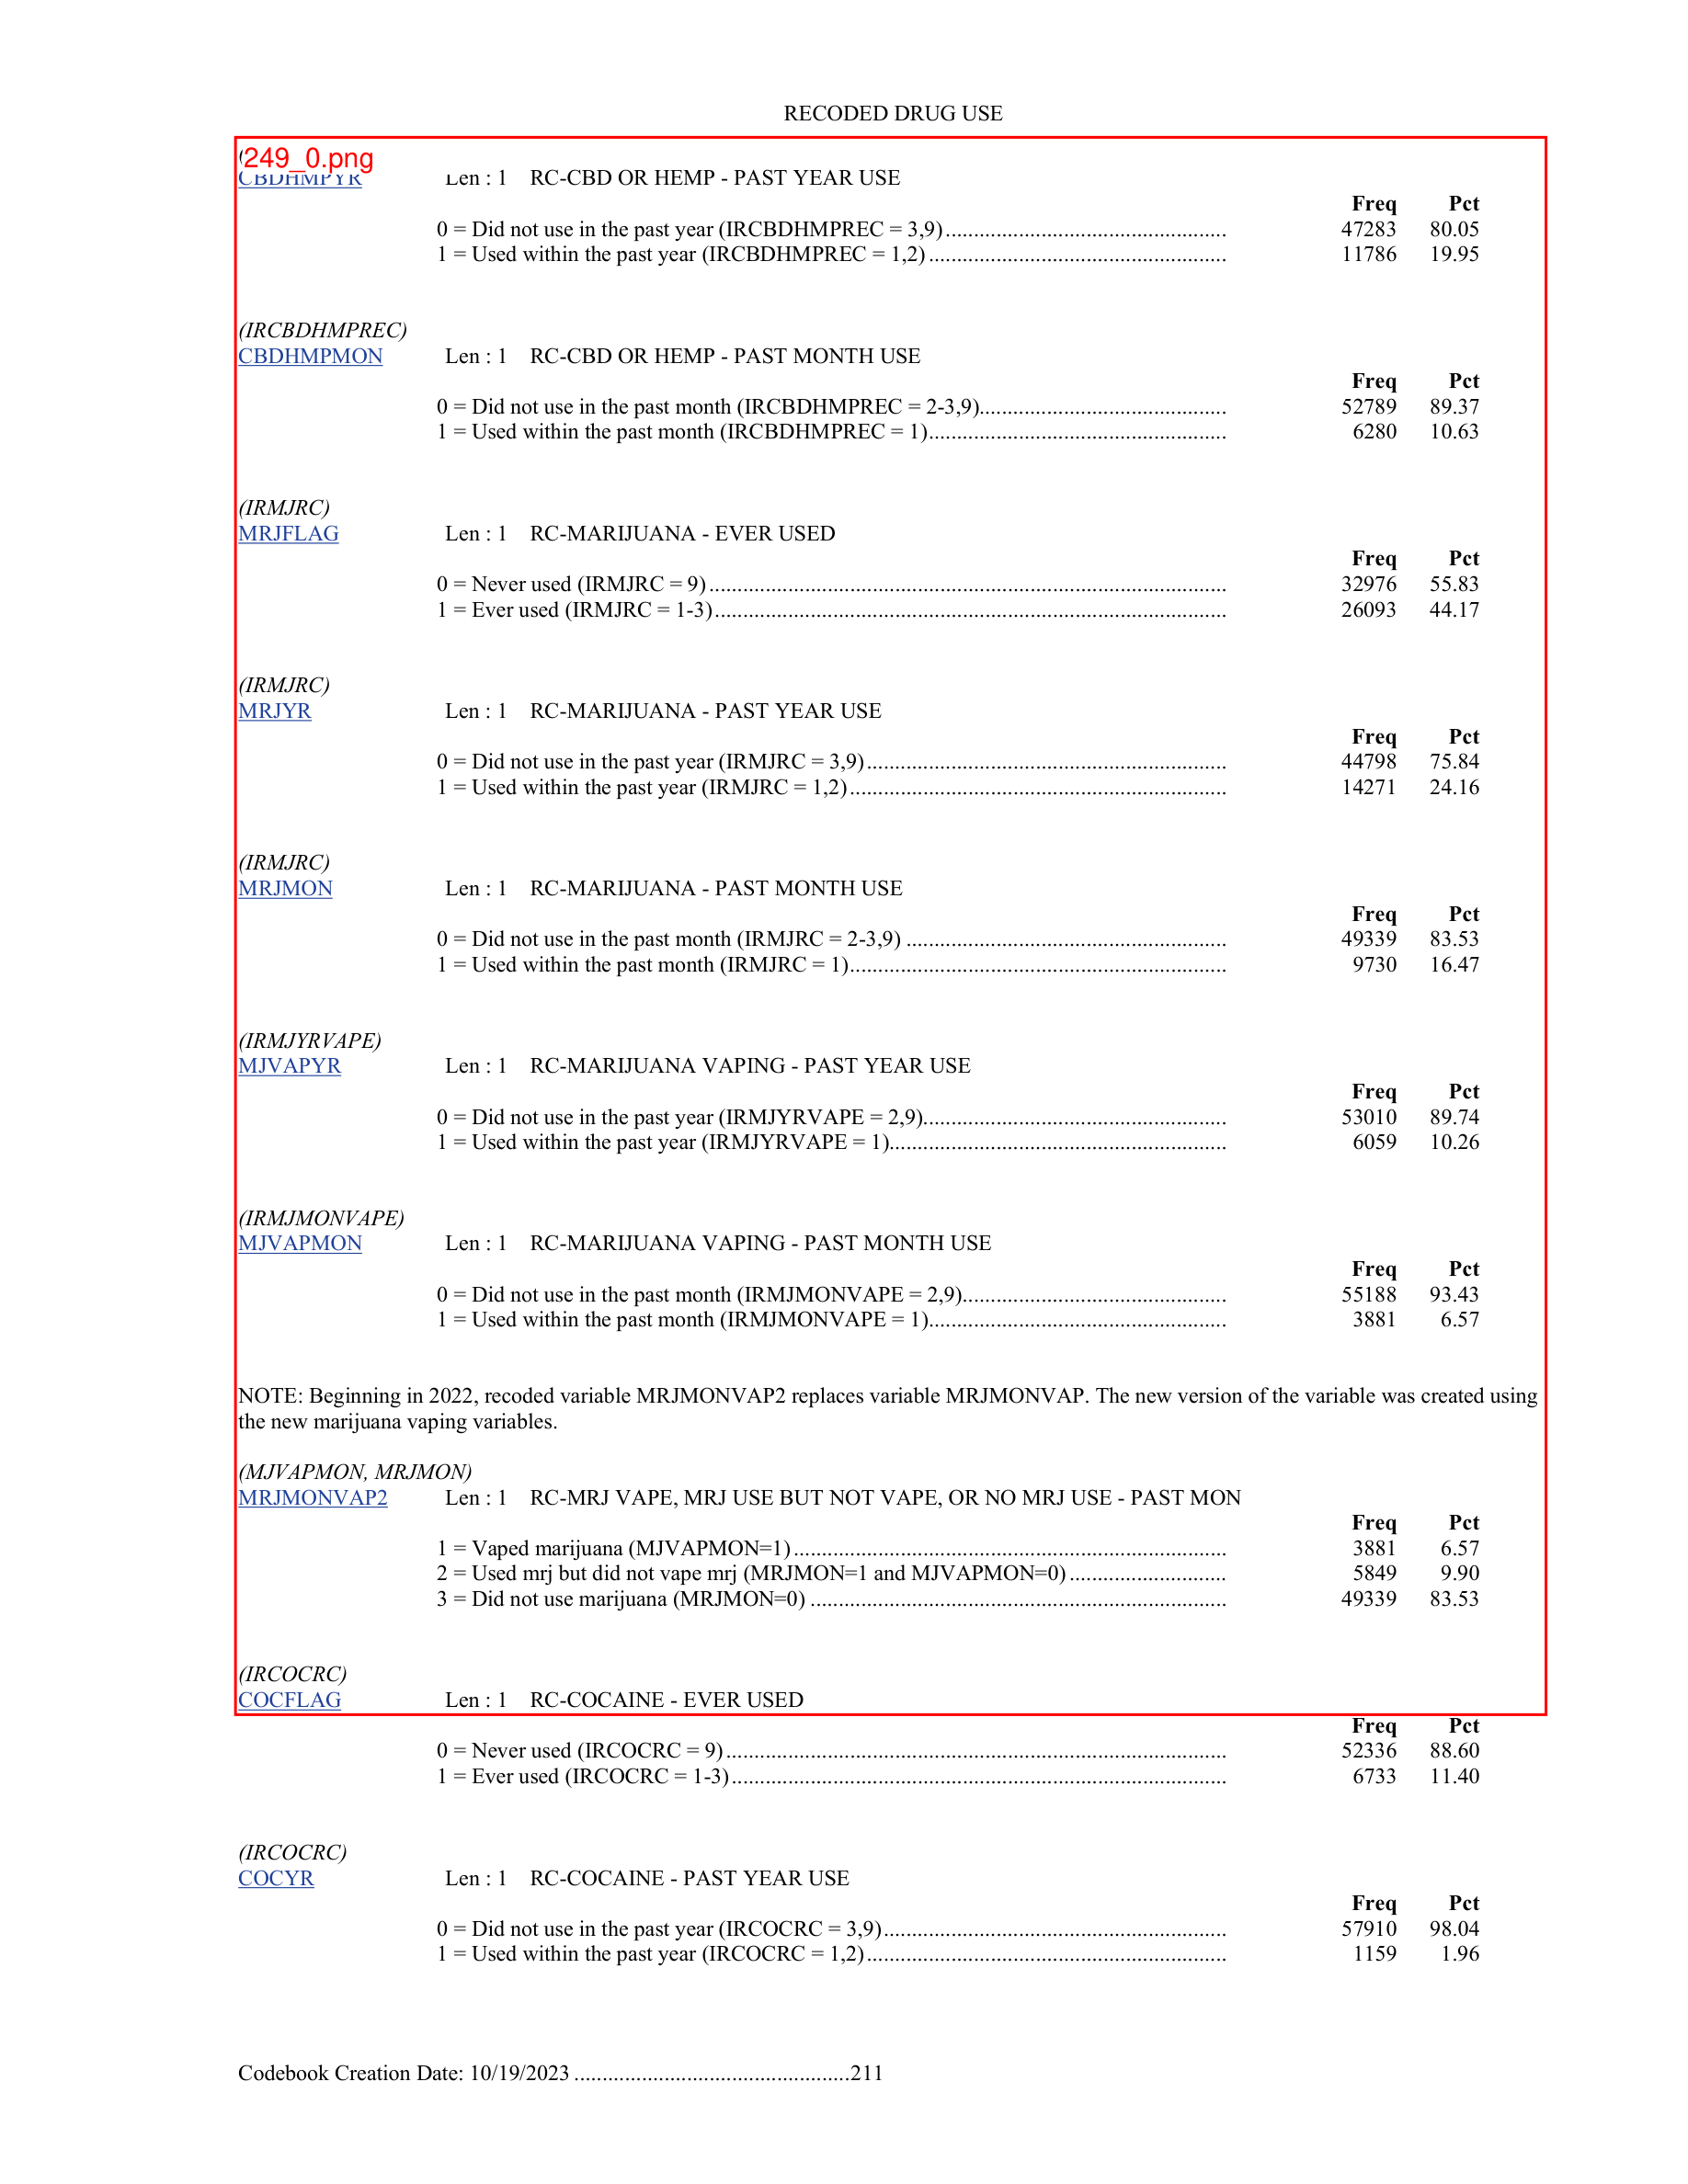 RECODED DRUG USE
249_0.png
CBDHMPYR Len : 1 RC-CBD OR HEMP - PAST YEAR USE
Freq Pct
0 = Did not use in the past year (IRCBDHMPREC = 3,9).................................................. 47283 80.05
1 = Used within the past year (IRCBDHMPREC = 1,2)..................................................... 11786 19.95
(IRCBDHMPREC)
CBDHMPMON Len : 1 RC-CBD OR HEMP - PAST MONTH USE
Freq Pct
0 = Did not use in the past month (IRCBDHMPREC = 2-3,9)............................................ 52789 89.37
1 = Used within the past month (IRCBDHMPREC = 1)..................................................... 6280 10.63
(IRMJRC)
MRJFLAG Len : 1 RC-MARIJUANA - EVER USED
Freq Pct
0 = Never used (IRMJRC = 9)............................................................................................ 32976 55.83
1 = Ever used (IRMJRC = 1-3)........................................................................................... 26093 44.17
(IRMJRC)
MRJYR Len : 1 RC-MARIJUANA - PAST YEAR USE
Freq Pct
0 = Did not use in the past year (IRMJRC = 3,9)................................................................ 44798 75.84
1 = Used within the past year (IRMJRC = 1,2)................................................................... 14271 24.16
(IRMJRC)
MRJMON Len : 1 RC-MARIJUANA - PAST MONTH USE
Freq Pct
0 = Did not use in the past month (IRMJRC = 2-3,9) ......................................................... 49339 83.53
1 = Used within the past month (IRMJRC = 1)................................................................... 9730 16.47
(IRMJYRVAPE)
MJVAPYR Len : 1 RC-MARIJUANA VAPING - PAST YEAR USE
Freq Pct
0 = Did not use in the past year (IRMJYRVAPE = 2,9)...................................................... 53010 89.74
1 = Used within the past year (IRMJYRVAPE = 1)............................................................ 6059 10.26
(IRMJMONVAPE)
MJVAPMON Len : 1 RC-MARIJUANA VAPING - PAST MONTH USE
Freq Pct
0 = Did not use in the past month (IRMJMONVAPE = 2,9)............................................... 55188 93.43
1 = Used within the past month (IRMJMONVAPE = 1)..................................................... 3881 6.57
NOTE: Beginning in 2022, recoded variable MRJMONVAP2 replaces variable MRJMONVAP. The new version of the variable was created using
the new marijuana vaping variables.
(MJVAPMON, MRJMON)
MRJMONVAP2 Len : 1 RC-MRJ VAPE, MRJ USE BUT NOT VAPE, OR NO MRJ USE - PAST MON
Freq Pct
1 = Vaped marijuana (MJVAPMON=1)............................................................................. 3881 6.57
2 = Used mrj but did not vape mrj (MRJMON=1 and MJVAPMON=0)............................ 5849 9.90
3 = Did not use marijuana (MRJMON=0) .......................................................................... 49339 83.53
(IRCOCRC)
COCFLAG Len : 1 RC-COCAINE - EVER USED
Freq Pct
0 = Never used (IRCOCRC = 9)......................................................................................... 52336 88.60
1 = Ever used (IRCOCRC = 1-3)........................................................................................ 6733 11.40
(IRCOCRC)
COCYR Len : 1 RC-COCAINE - PAST YEAR USE
Freq Pct
0 = Did not use in the past year (IRCOCRC = 3,9)............................................................. 57910 98.04
1 = Used within the past year (IRCOCRC = 1,2)................................................................ 1159 1.96
Codebook Creation Date: 10/19/2023 .................................................211